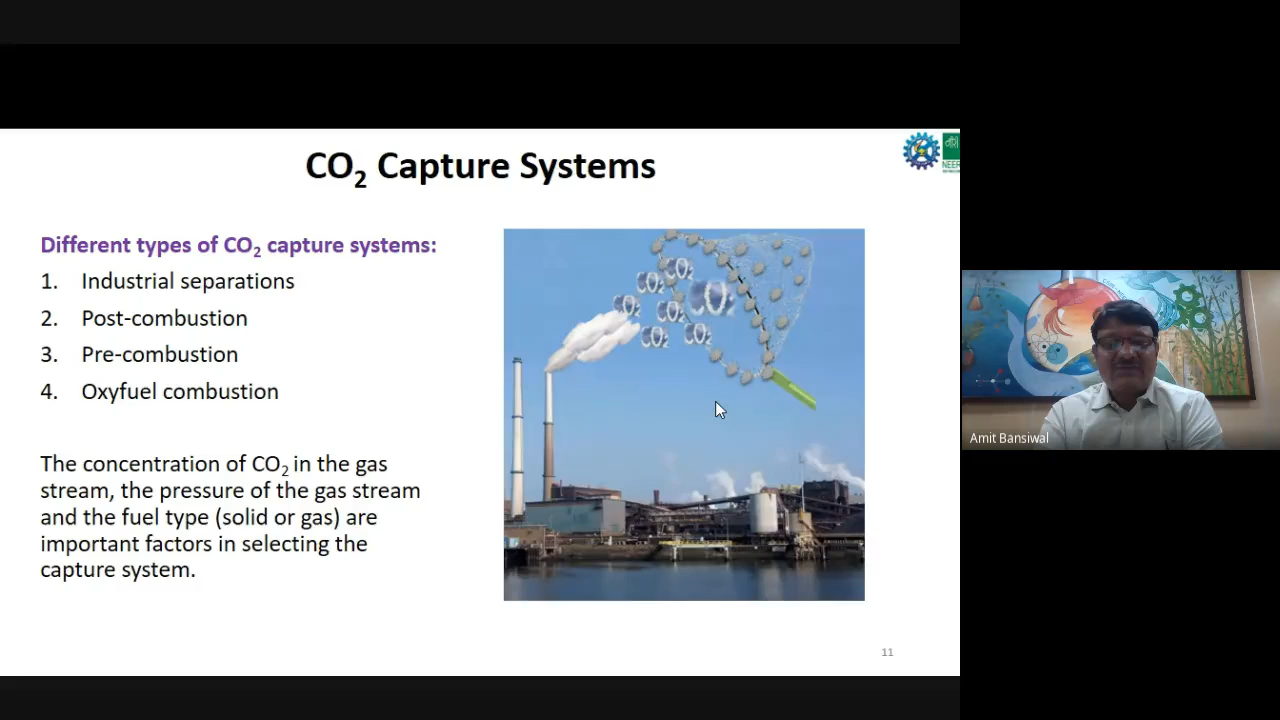 CO₂ Capture Systems
Different types of CO₂ capture systems:
1. Industrial separations
2. Post-combustion
3. Pre-combustion
4. Oxyfuel combustion
The concentration of CO₂ in the gas
stream, the pressure of the gas stream
and the fuel type (solid or gas) are
important factors in selecting the
capture system.
CO₂
CO₂
CO₂
CO₂
CO₂
CO₂
11
Amit Bansiwal